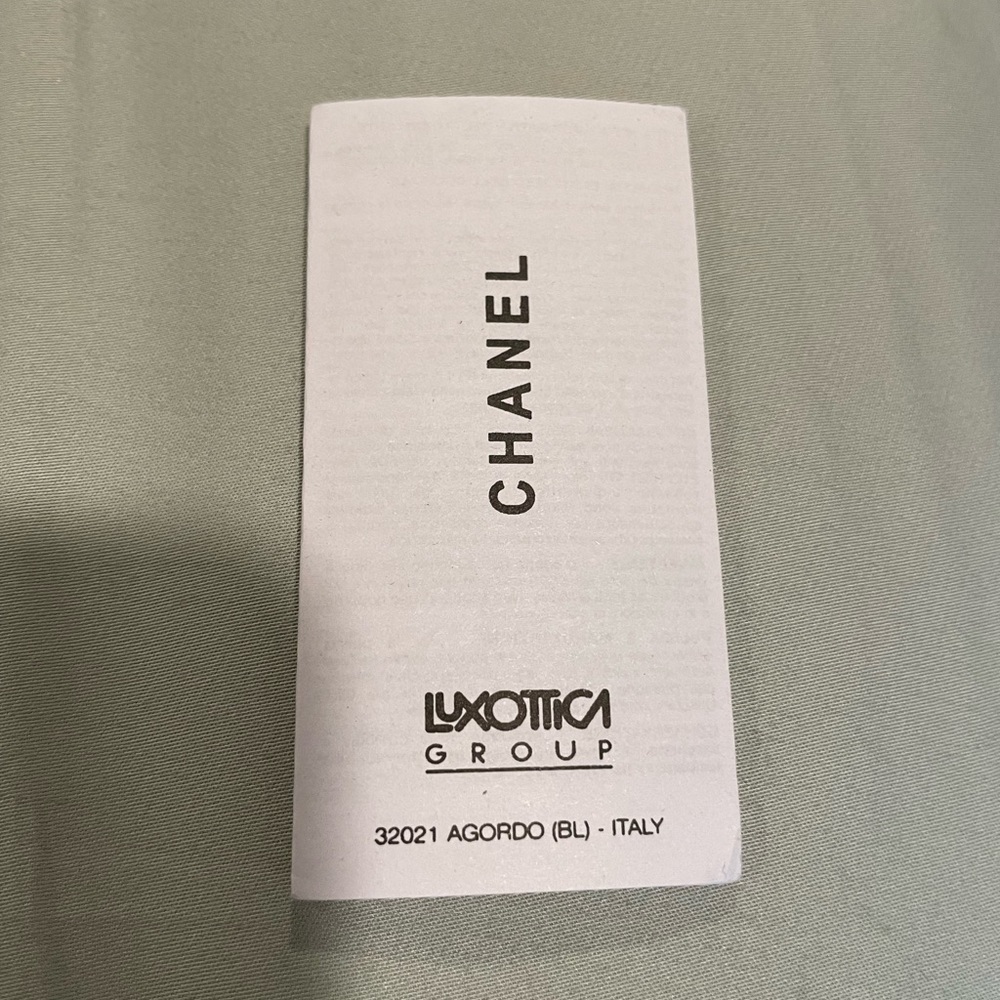 CHANEL
LUXOTTICA
GROUP
32021 AGORDO (BL) - ITALY